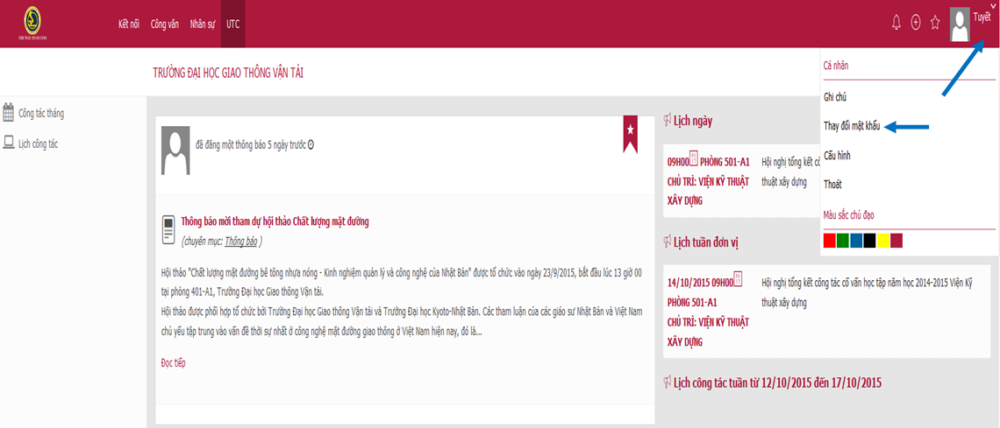 THE WAY TO SUCCESS
Kết nối Công văn Nhân sự UTC
Tuyết
TRƯỜNG ĐẠI HỌC GIAO THÔNG VẬN TẢI
Công tác tháng
Lịch công tác
đã đăng một thông báo 5 ngày trước
Thông báo mời tham dự hội thảo Chất lượng mặt đường
(chuyên mục: Thông báo )
Hội thảo "Chất lượng mặt đường bê tông nhựa nóng - Kinh nghiệm quản lý và công nghệ của Nhật Bản" được tổ chức vào ngày 23/9/2015, bắt đầu lúc 13 giờ 00
tại phòng 401-A1, Trường Đại học Giao thông Vận tải.
Hội thảo được phối hợp tổ chức bởi Trường Đại học Giao thông Vận tải và Trường Đại học Kyoto-Nhật Bản. Các tham luận của các giáo sư Nhật Bản và Việt Nam
chủ yếu tập trung vào vấn đề thời sự nhất ở công nghệ mặt đường giao thông ở Việt Nam hiện nay, đó là...
Đọc tiếp
Lịch ngày
09H00 PHÒNG 501-A1
CHỦ TRÌ: VIỆN KỸ THUẬT
XÂY DỰNG
Hội nghị tổng kết
thuật xây dựng
Lịch tuần đơn vị
14/10/2015 09H00
PHÒNG 501-A1
CHỦ TRÌ: VIỆN KỸ THUẬT
XÂY DỰNG
Hội nghị tổng kết công tác cố vấn học tập năm học 2014-2015 Viện Kỹ
thuật xây dựng
Lịch công tác tuần từ 12/10/2015 đến 17/10/2015
Cá nhân
Ghi chú
Thay đổi mật khẩu
Cấu hình
Thoát
Màu sắc chủ đạo